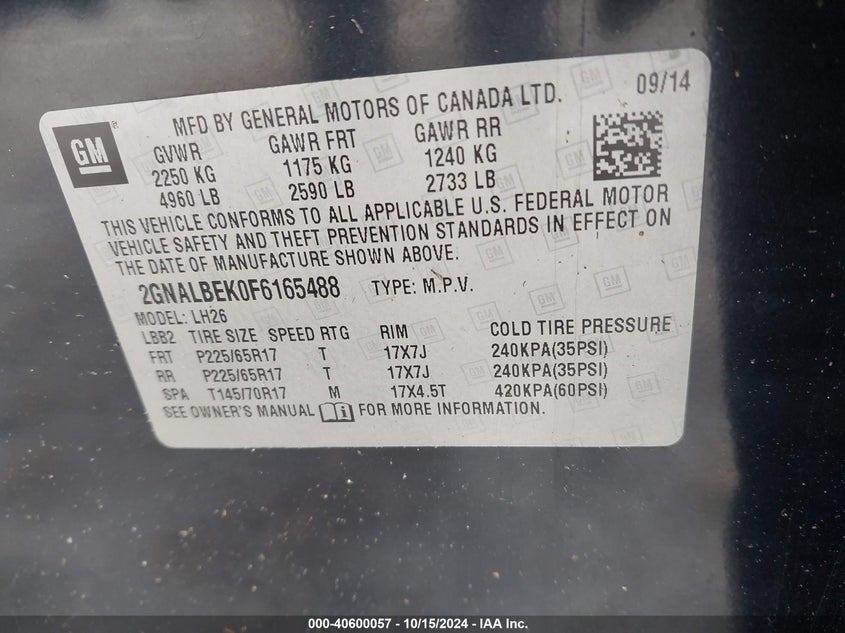 MFD BY GENERAL MOTORS OF CANADA LTD. 09/14
GM
GVWR GAWR FRT GAWR RR
2250 KG 1175 KG 1240 KG
4960 LB 2590 LB 2733 LB
THIS VEHICLE CONFORMS TO ALL APPLICABLE U.S. FEDERAL MOTOR
VEHICLE SAFETY AND THEFT PREVENTION STANDARDS IN EFFECT ON
THE DATE OF MANUFACTURE SHOWN ABOVE.
2GNALBEK0F6165488 TYPE: M.P.V.
MODEL: LH26
LBB2 TIRE SIZE SPEED RTG RIM COLD TIRE PRESSURE
FRT P225/65R17 T 17X7J 240KPA(35PSI)
RR P225/65R17 T 17X7J 240KPA(35PSI)
SPA T145/70R17 M 17X4.5T 420KPA(60PSI)
SEE OWNER'S MANUAL FOR MORE INFORMATION.
000-40600057 - 10/15/2024 - IAA Inc.